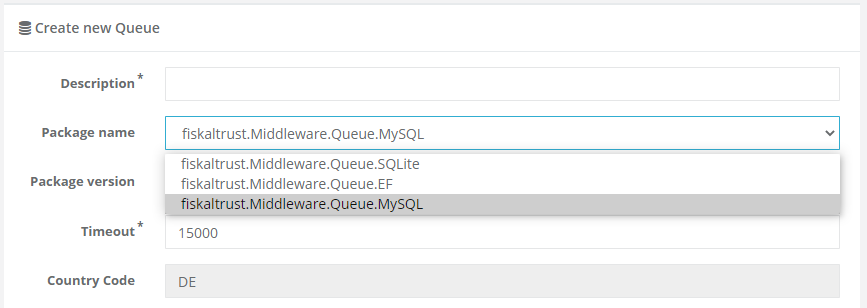 Create new Queue
Description *
Package name fiskaltrust.Middleware.Queue.MySQL
fiskaltrust.Middleware.Queue.SQLite
Package version fiskaltrust.Middleware.Queue.EF
fiskaltrust.Middleware.Queue.MySQL
Timeout * 15000
Country Code DE